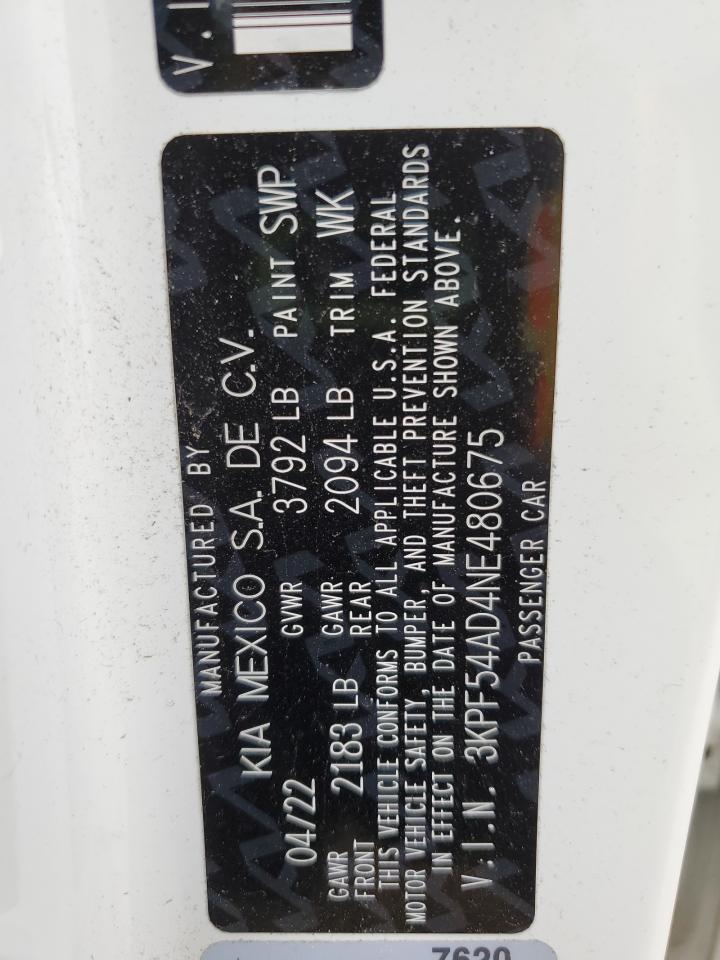 V.I
MANUFACTURED BY
KIA MEXICO S.A. DE C.V.
04/22 GVWR 3792 LB PAINT SWP
GAWR FRONT 2183 LB GAWR REAR 2094 LB TRIM WK
THIS VEHICLE CONFORMS TO ALL APPLICABLE U.S.A. FEDERAL
MOTOR VEHICLE SAFETY, BUMPER, AND THEFT PREVENTION STANDARDS
IN EFFECT ON THE DATE OF MANUFACTURE SHOWN ABOVE.
V.I.N. 3KPF54AD4NE480675
PASSENGER CAR
7620